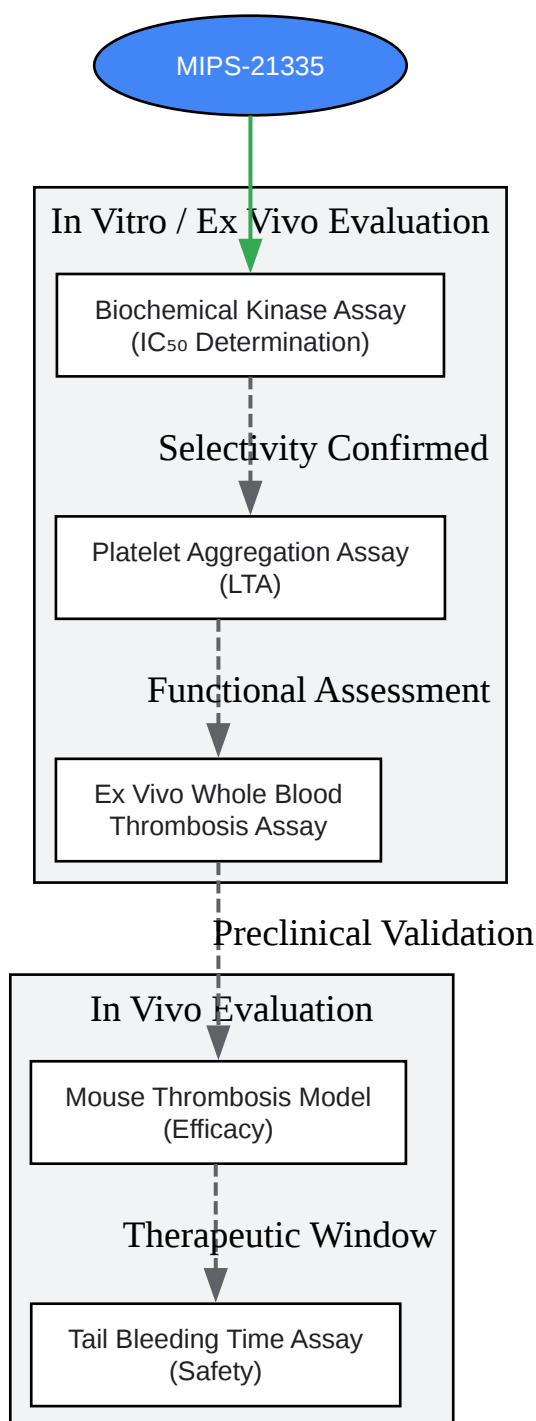 MIPS-21335
In Vitro / Ex Vivo Evaluation
Biochemical Kinase Assay
(IC₅₀ Determination)
Selectivity Confirmed
Platelet Aggregation Assay
(LTA)
Functional Assessment
Ex Vivo Whole Blood
Thrombosis Assay
Preclinical Validation
In Vivo Evaluation
Mouse Thrombosis Model
(Efficacy)
Therapeutic Window
Tail Bleeding Time Assay
(Safety)